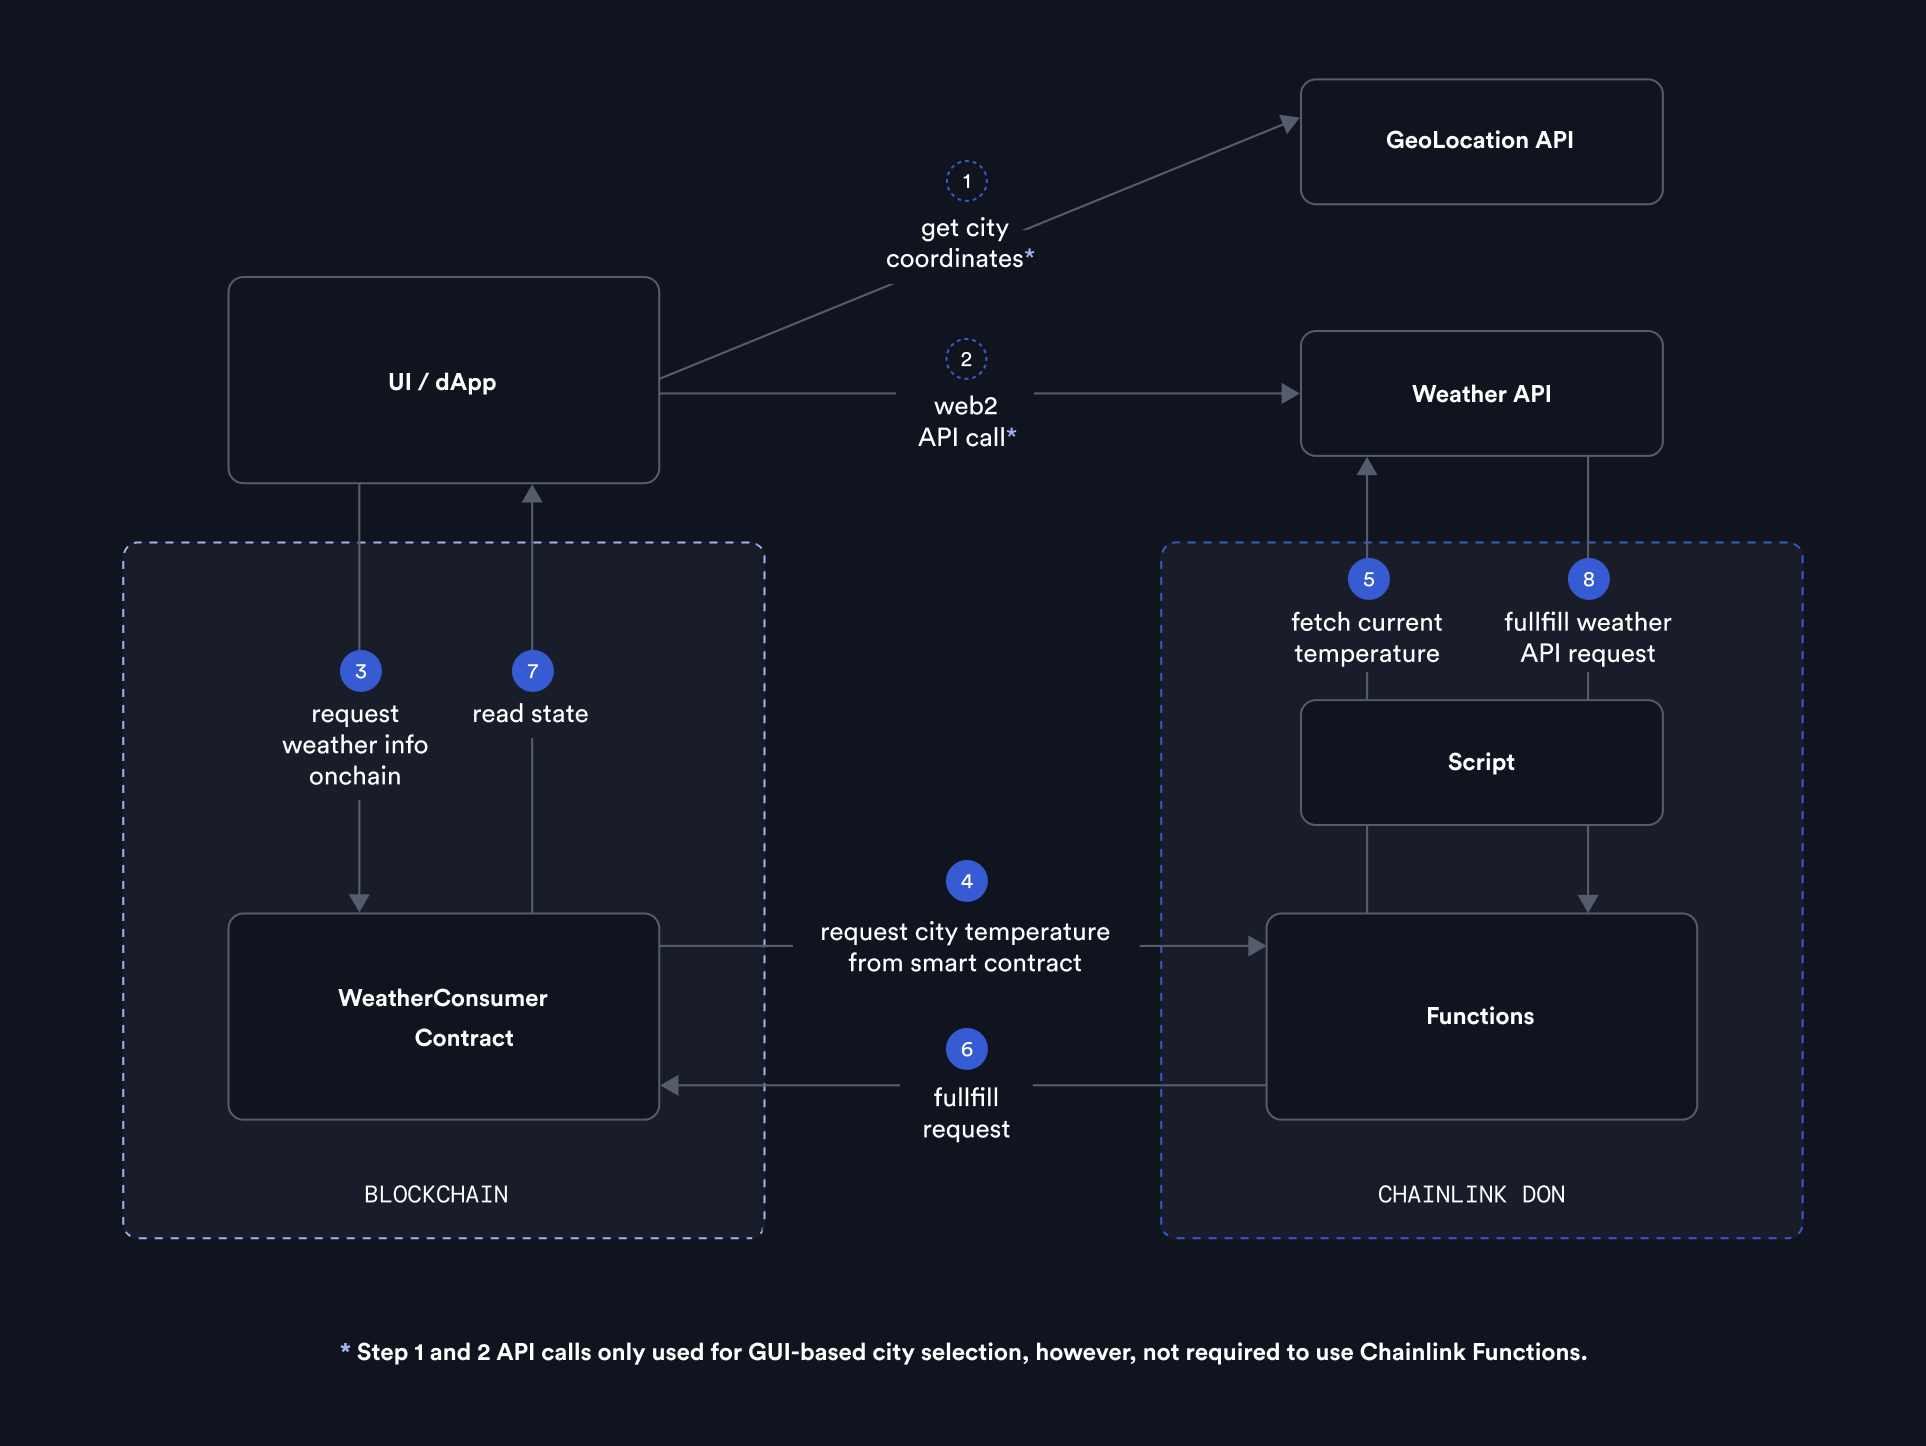 GeoLocation API
1
get city
coordinates*
UI / dApp
2
web2
API call*
Weather API
3
request
weather info
onchain
7
read state
5
fetch current
temperature
8
fullfill weather
API request
Script
4
request city temperature
from smart contract
WeatherConsumer
Contract
Functions
6
fullfill
request
BLOCKCHAIN
CHAINLINK DON
* Step 1 and 2 API calls only used for GUI-based city selection, however, not required to use Chainlink Functions.